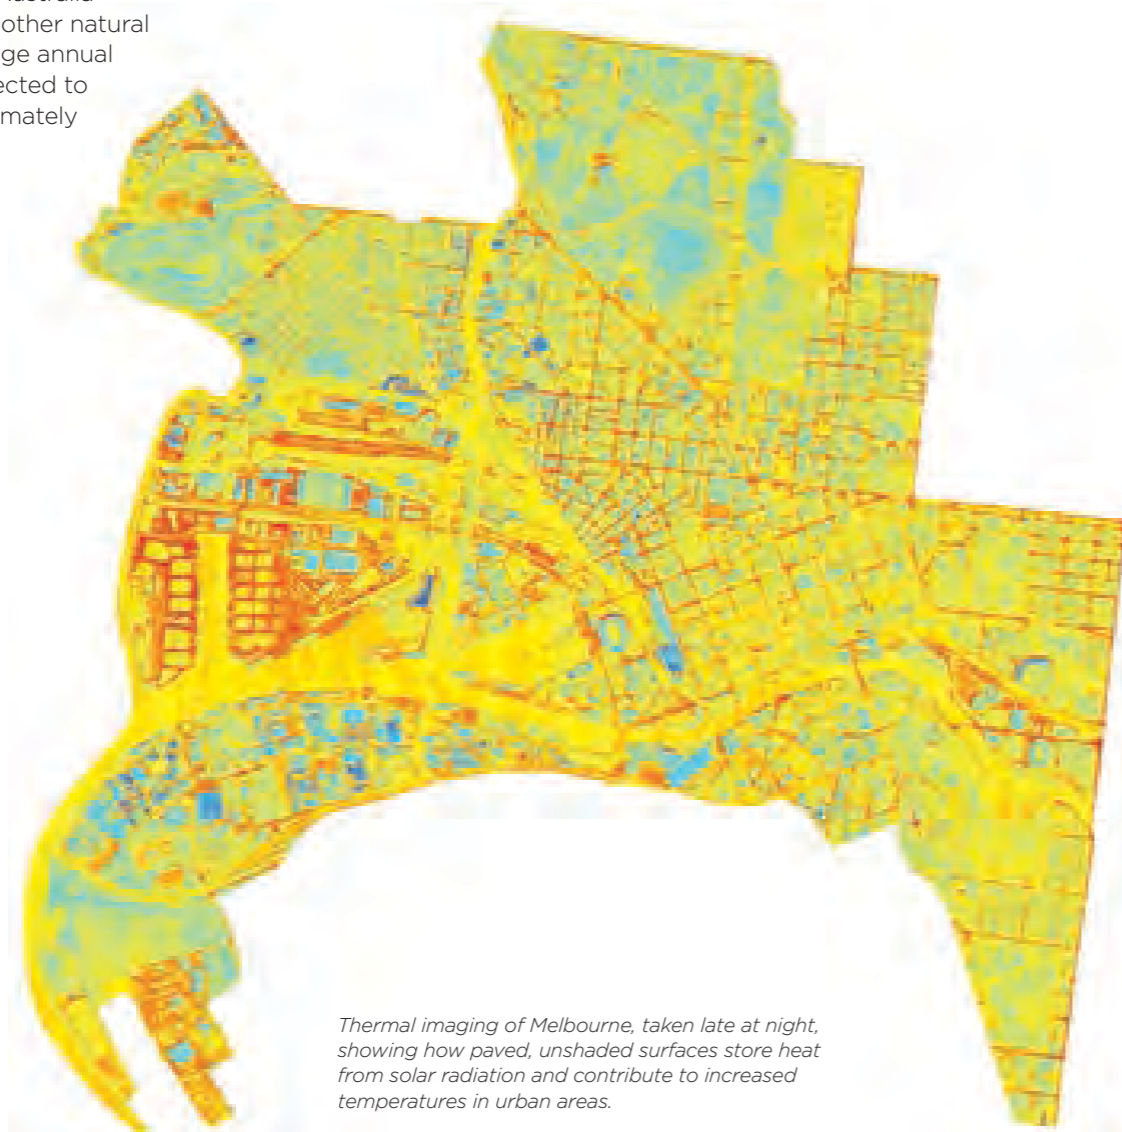 other natural
ge annual
ected to
mately
Thermal imaging of Melbourne, taken late at night,
showing how paved, unshaded surfaces store heat
from solar radiation and contribute to increased
temperatures in urban areas.